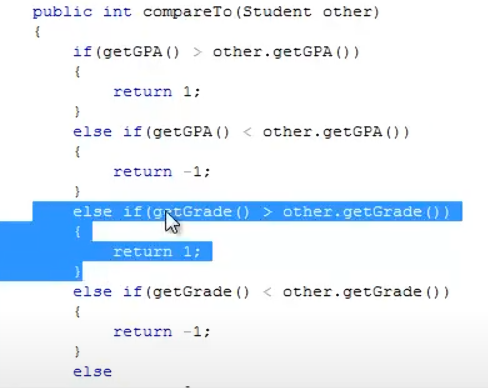 public int compareTo(Student other)
{
if(getGPA() > other.getGPA())
{
return 1;
}
else if(getGPA() < other.getGPA())
{
return -1;
}
else if(getGrade() > other.getGrade())
{
return 1;
}
else if(getGrade() < other.getGrade())
{
return -1;
}
else